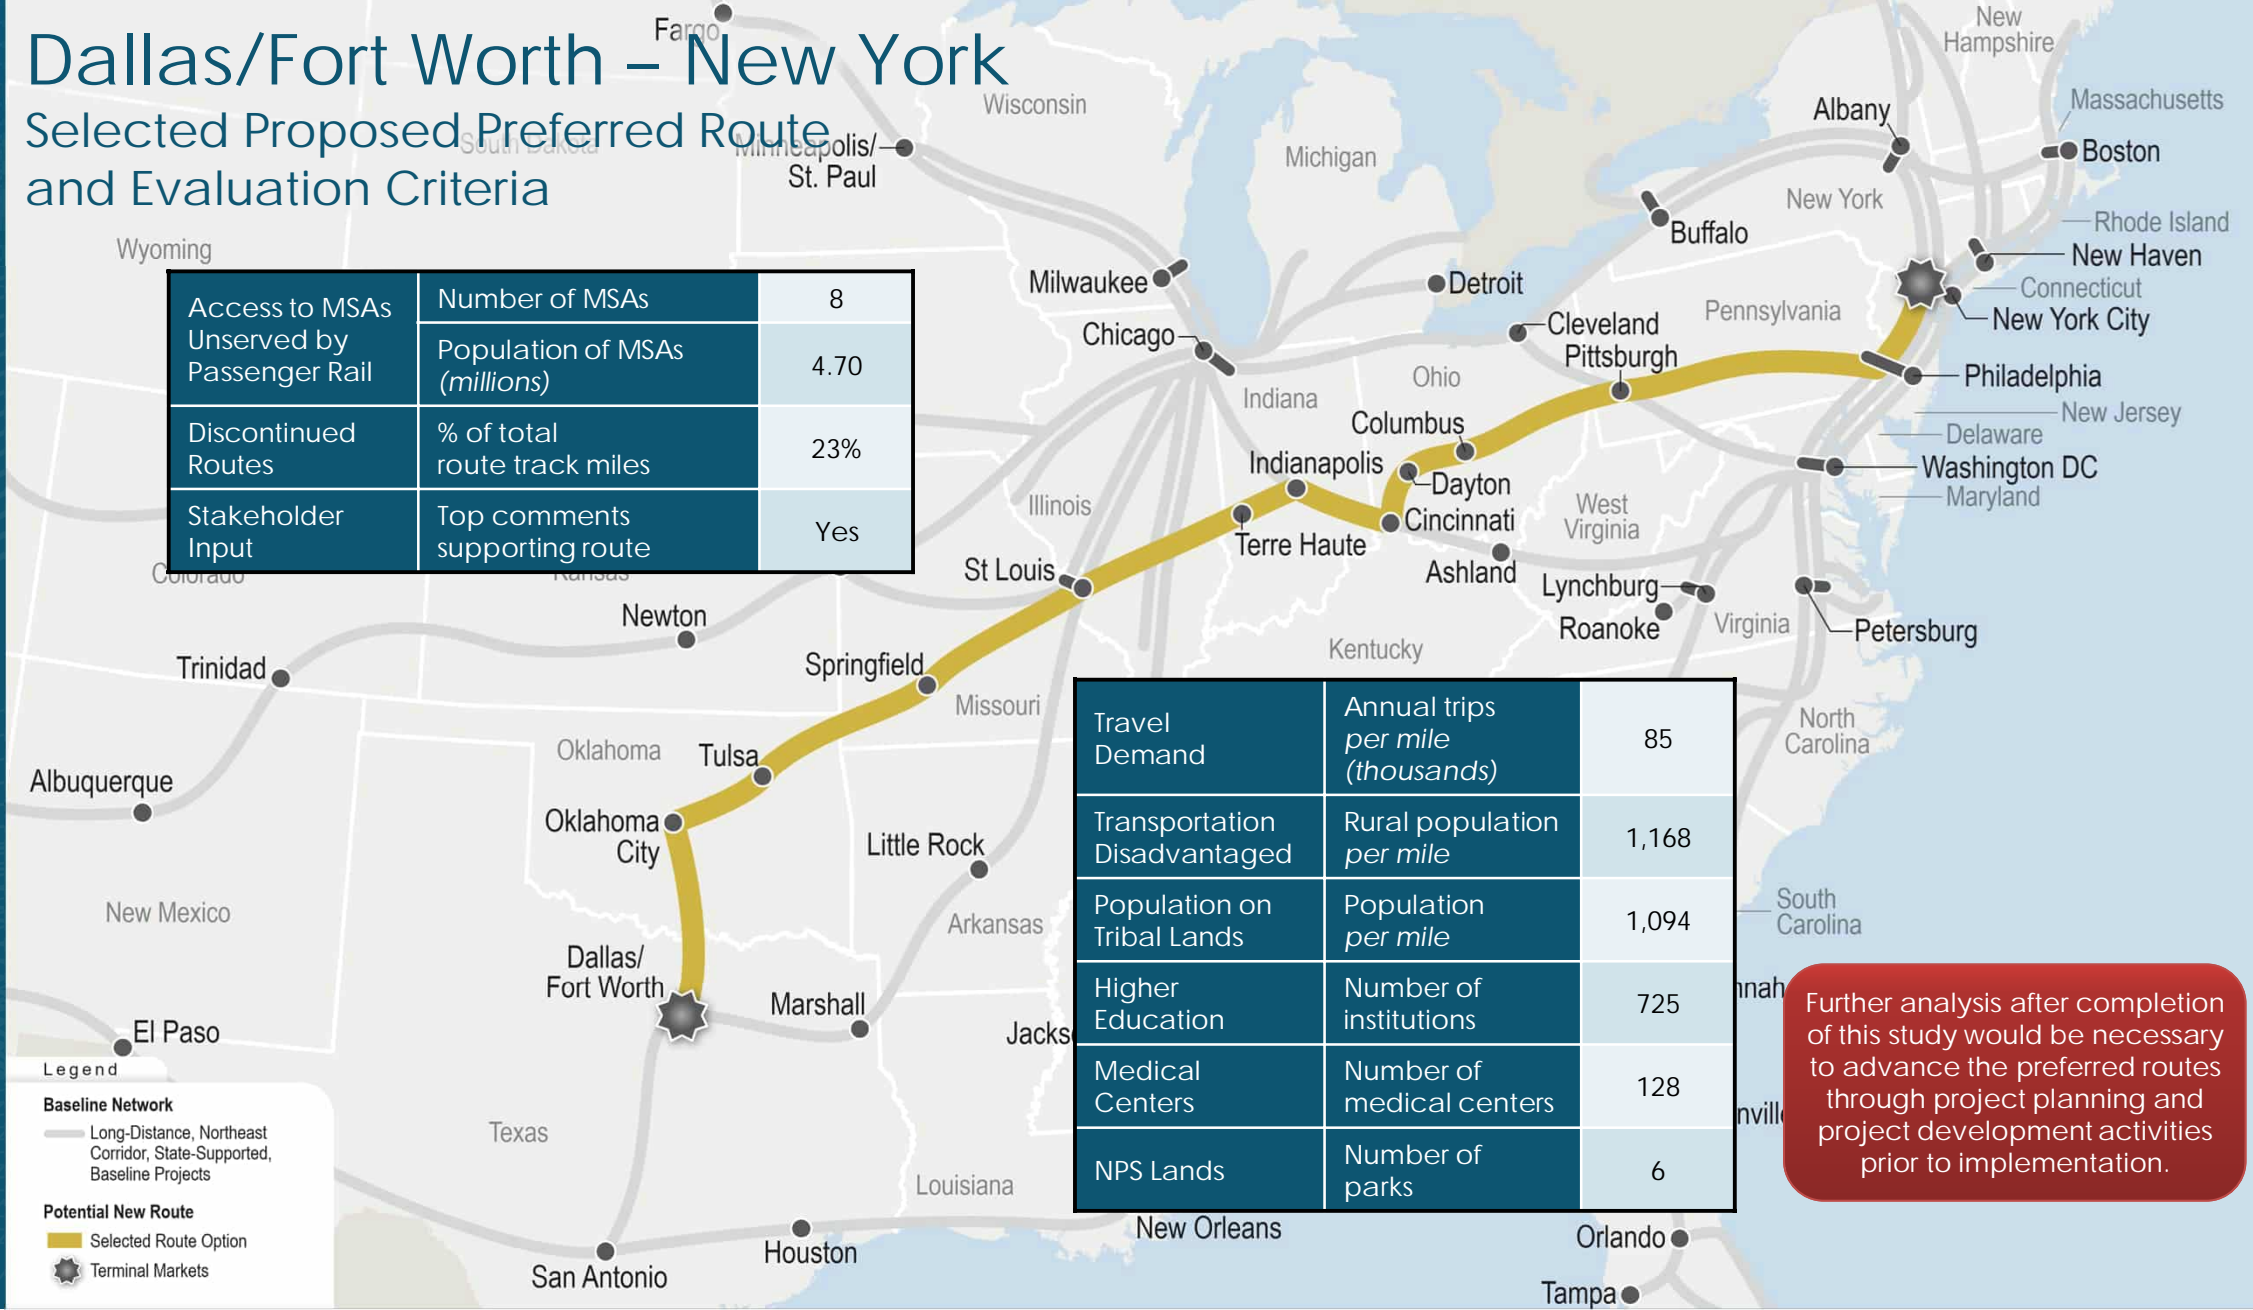 Dallas/Fort Worth – New York
Selected Proposed Preferred Route
and Evaluation Criteria
Fargo
South Dakota
Minneapolis/
St. Paul
Wisconsin
Michigan
New
Hampshire
Massachusetts
Albany
Boston
New York
Rhode Island
Buffalo
New Haven
Connecticut
New York City
Wyoming
Milwaukee
Detroit
Chicago
Cleveland
Pennsylvania
Pittsburgh
Philadelphia
New Jersey
Delaware
Washington DC
Maryland
Indiana
Ohio
Columbus
Indianapolis
Dayton
Cincinnati
West
Virginia
Illinois
Terre Haute
Ashland
Lynchburg
Roanoke
Virginia
Petersburg
St Louis
Kentucky
Access to MSAs
Unserved by
Passenger Rail
Number of MSAs
8
Population of MSAs
(millions)
4.70
Discontinued
Routes
% of total
route track miles
23%
Stakeholder
Input
Top comments
supporting route
Yes
Colorado
Kansas
Newton
Trinidad
Springfield
Missouri
Oklahoma
Tulsa
Albuquerque
Oklahoma
City
Little Rock
New Mexico
Arkansas
Dallas/
Fort Worth
Marshall
El Paso
Jacks
Texas
Louisiana
North
Carolina
South
Carolina
nnah
nville
Travel
Demand
Annual trips
per mile
(thousands)
85
Transportation
Disadvantaged
Rural population
per mile
1,168
Population on
Tribal Lands
Population
per mile
1,094
Higher
Education
Number of
institutions
725
Medical
Centers
Number of
medical centers
128
NPS Lands
Number of
parks
6
Further analysis after completion
of this study would be necessary
to advance the preferred routes
through project planning and
project development activities
prior to implementation.
Legend
Baseline Network
Long-Distance, Northeast
Corridor, State-Supported,
Baseline Projects
Potential New Route
Selected Route Option
Terminal Markets
San Antonio
Houston
New Orleans
Orlando
Tampa